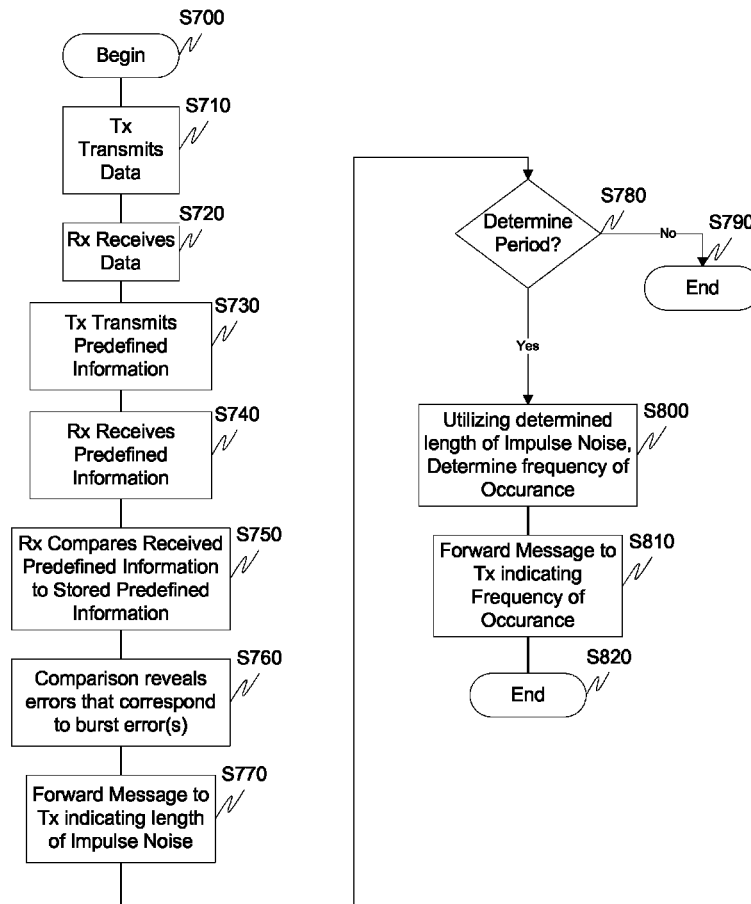 S700
Begin
S710
Tx
Transmits
Data
S720
Rx Receives
Data
S730
Tx Transmits
Predefined
Information
S740
Rx Receives
Predefined
Information
S750
Rx Compares Received
Predefined Information
to Stored Predefined
Information
S760
Comparison reveals
errors that correspond
to burst error(s)
S770
Forward Message to
Tx indicating length
of Impulse Noise
S780
Determine
Period?
No
S790
End
Yes
S800
Utilizing determined
length of Impulse Noise,
Determine frequency of
Occurance
S810
Forward Message to
Tx indicating
Frequency of
Occurance
S820
End